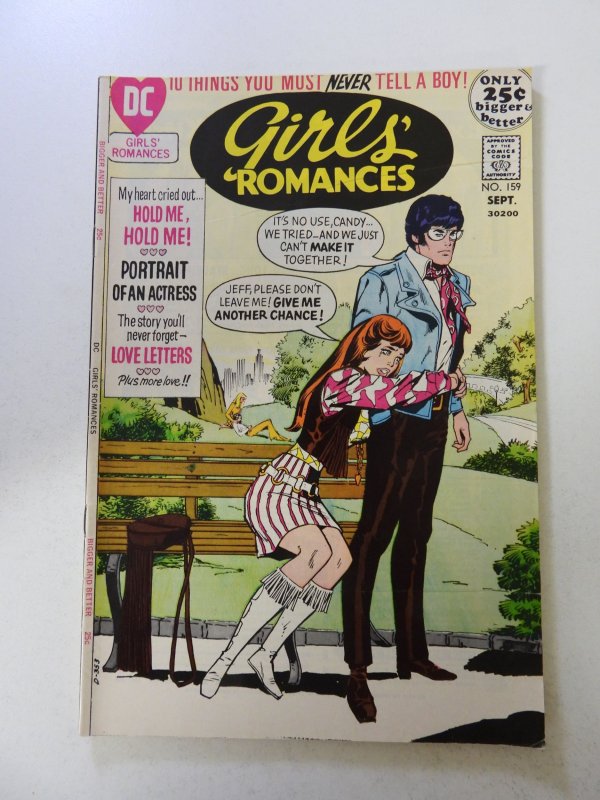 10 THINGS YOU MUST NEVER TELL A BOY!
DC
GIRLS'
ROMANCES
Girls'
'ROMANCES
ONLY
25¢
bigger &
better
APPROVED
BY THE
COMICS
CODE
AUTHORITY
NO. 159
SEPT.
30200
My heart cried out...
HOLD ME,
HOLD ME!
PORTRAIT
OF AN ACTRESS
The story you'll
never forget—
LOVE LETTERS
Plus more love!!
IT'S NO USE, CANDY...
WE TRIED—AND WE JUST
CAN'T MAKE IT
TOGETHER!
JEFF, PLEASE DON'T
LEAVE ME! GIVE ME
ANOTHER CHANCE!
BIGGER AND BETTER 25¢
DC GIRLS' ROMANCES
BIGGER AND BETTER 25¢